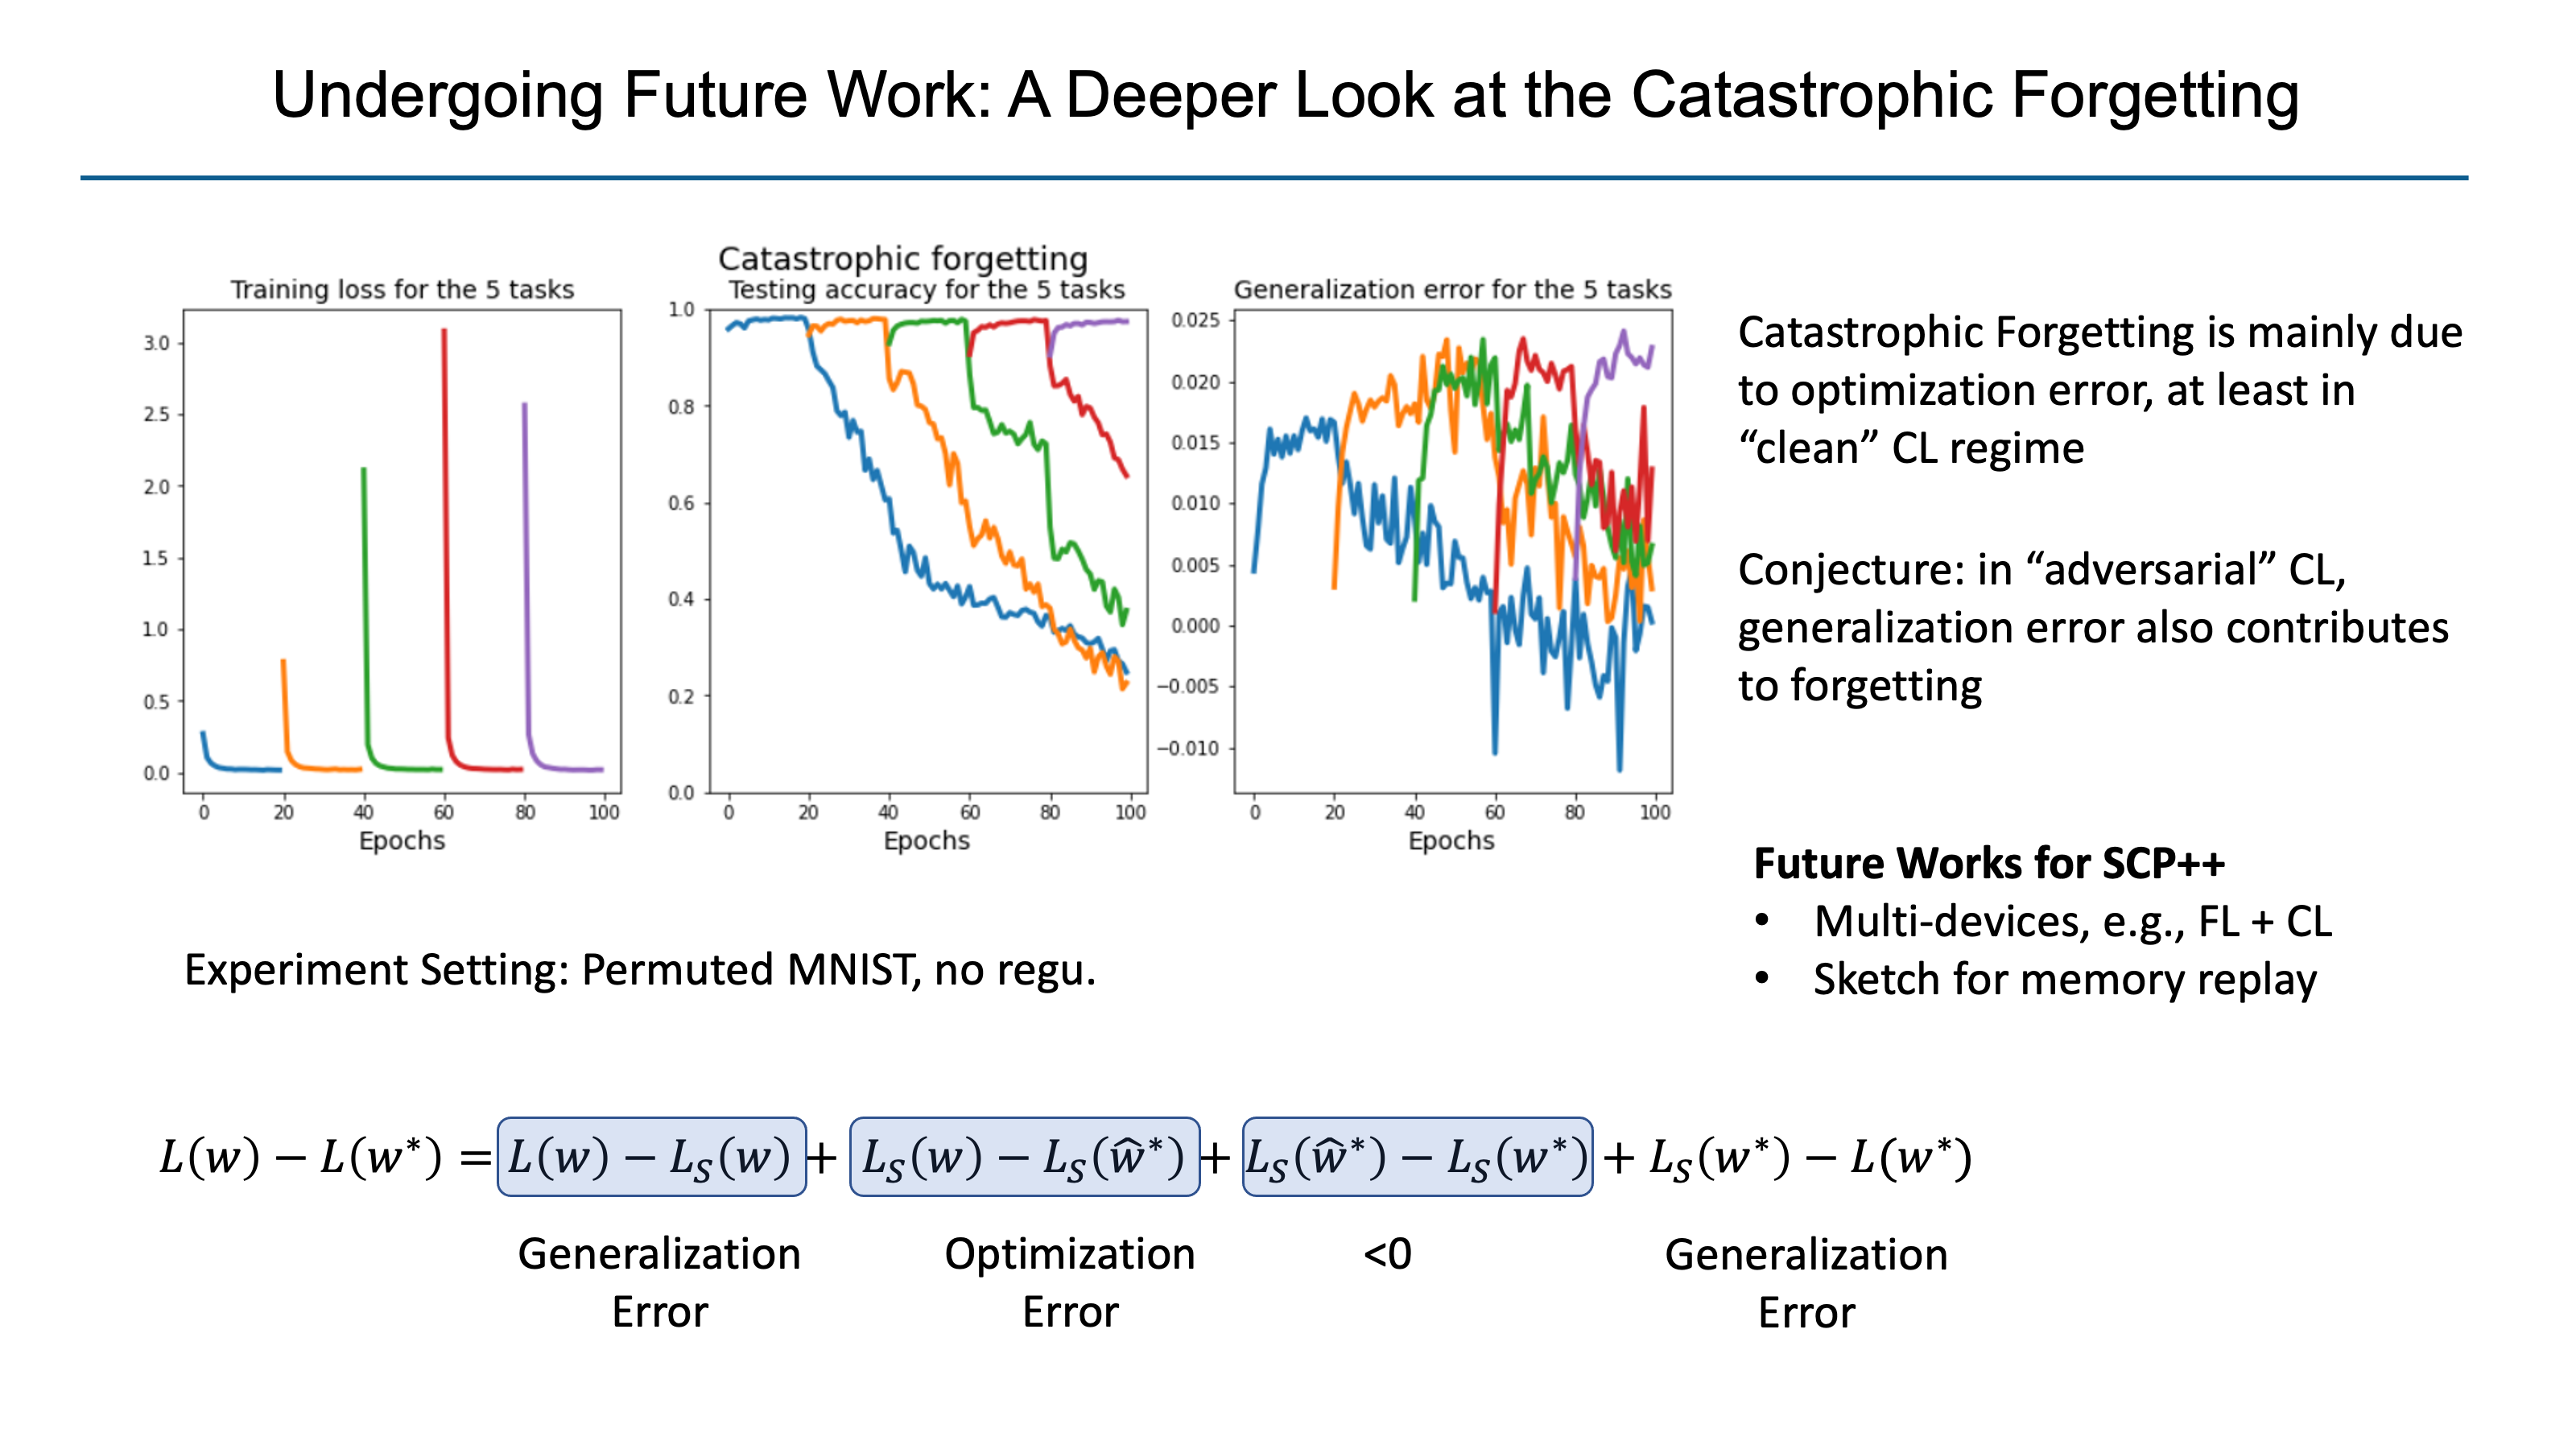 Undergoing Future Work: A Deeper Look at the Catastrophic Forgetting
Catastrophic forgetting
Training loss for the 5 tasks
3.0
2.5
2.0
1.5
1.0
0.5
0.0
0 20 40 60 80 100
Epochs
Testing accuracy for the 5 tasks
1.0
0.8
0.6
0.4
0.2
0.0
0 20 40 60 80 100
Epochs
Generalization error for the 5 tasks
0.025
0.020
0.015
0.010
0.005
0.000
−0.005
−0.010
0 20 40 60 80 100
Epochs
Catastrophic Forgetting is mainly due
to optimization error, at least in
“clean” CL regime
Conjecture: in “adversarial” CL,
generalization error also contributes
to forgetting
Future Works for SCP++
• Multi-devices, e.g., FL + CL
• Sketch for memory replay
Experiment Setting: Permuted MNIST, no regu.
L(w) − L(w*) = L(w) − L_S(w) + L_S(w) − L_S(ŵ*) + L_S(ŵ*) − L_S(w*) + L_S(w*) − L(w*)
Generalization
Error
Optimization
Error
<0
Generalization
Error